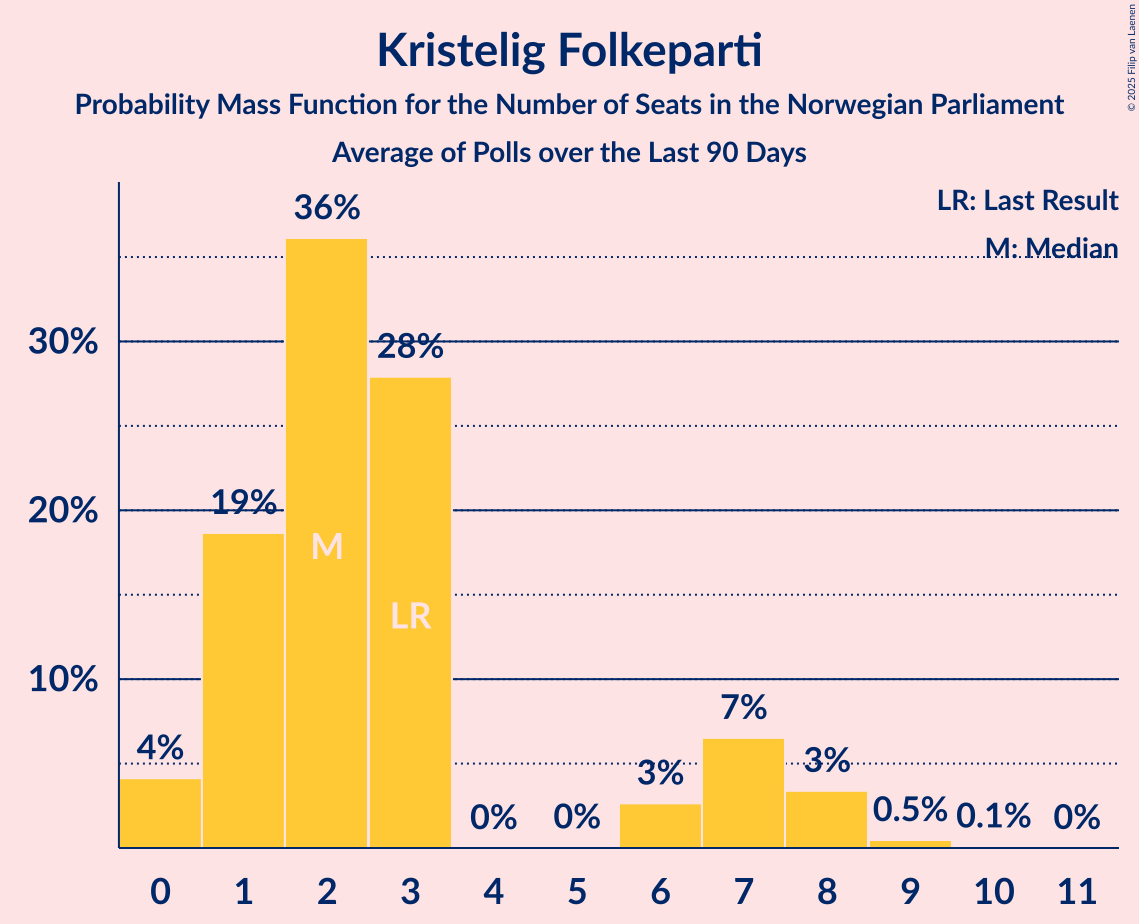 Kristelig Folkeparti
Probability Mass Function for the Number of Seats in the Norwegian Parliament
Average of Polls over the Last 90 Days
© 2025 Filip van Laenen
LR: Last Result
M: Median
30%
20%
10%
4%
19%
36%
28%
0%
0%
3%
7%
3%
0.5%
0.1%
0%
M
LR
0 1 2 3 4 5 6 7 8 9 10 11